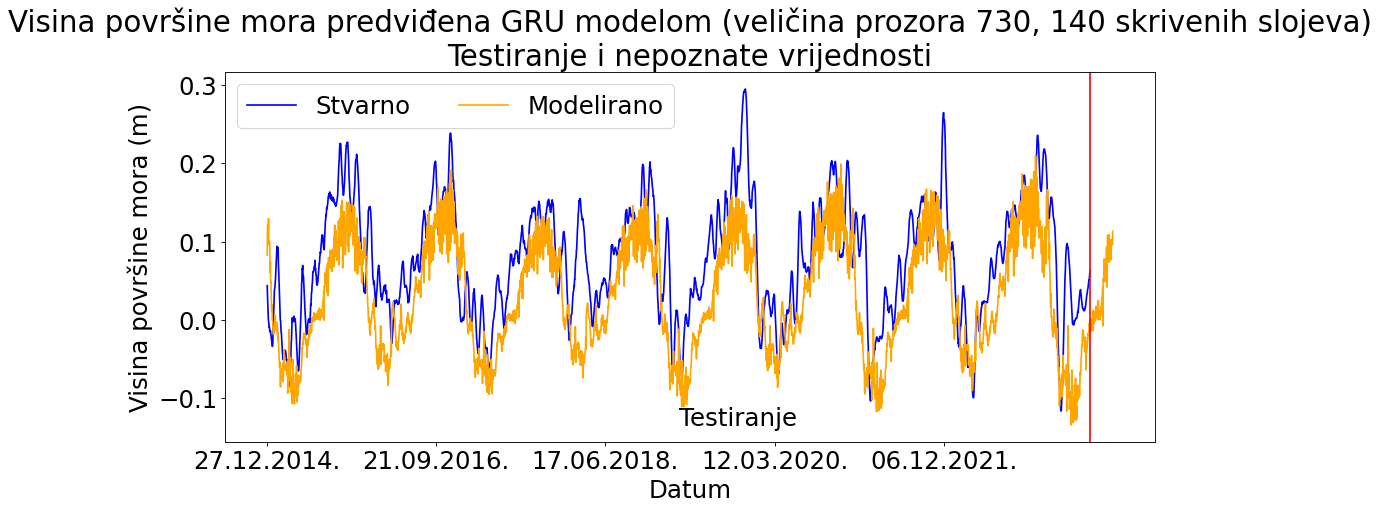 Visina površine mora predviđena GRU modelom (veličina prozora 730, 140 skrivenih slojeva)
Testiranje i nepoznate vrijednosti
Stvarno Modelirano
0.3
0.2
0.1
0.0
−0.1
Visina površine mora (m)
Testiranje
27.12.2014. 21.09.2016. 17.06.2018. 12.03.2020. 06.12.2021.
Datum